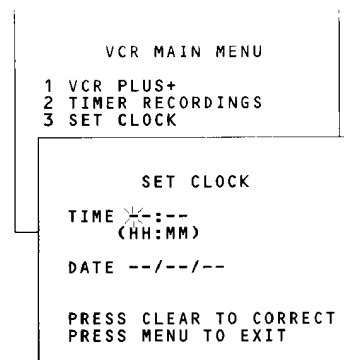 VCR MAIN MENU
1 VCR PLUS+
2 TIMER RECORDINGS
3 SET CLOCK
SET CLOCK
TIME --:--
(HH:MM)
DATE --/--/--
PRESS CLEAR TO CORRECT
PRESS MENU TO EXIT